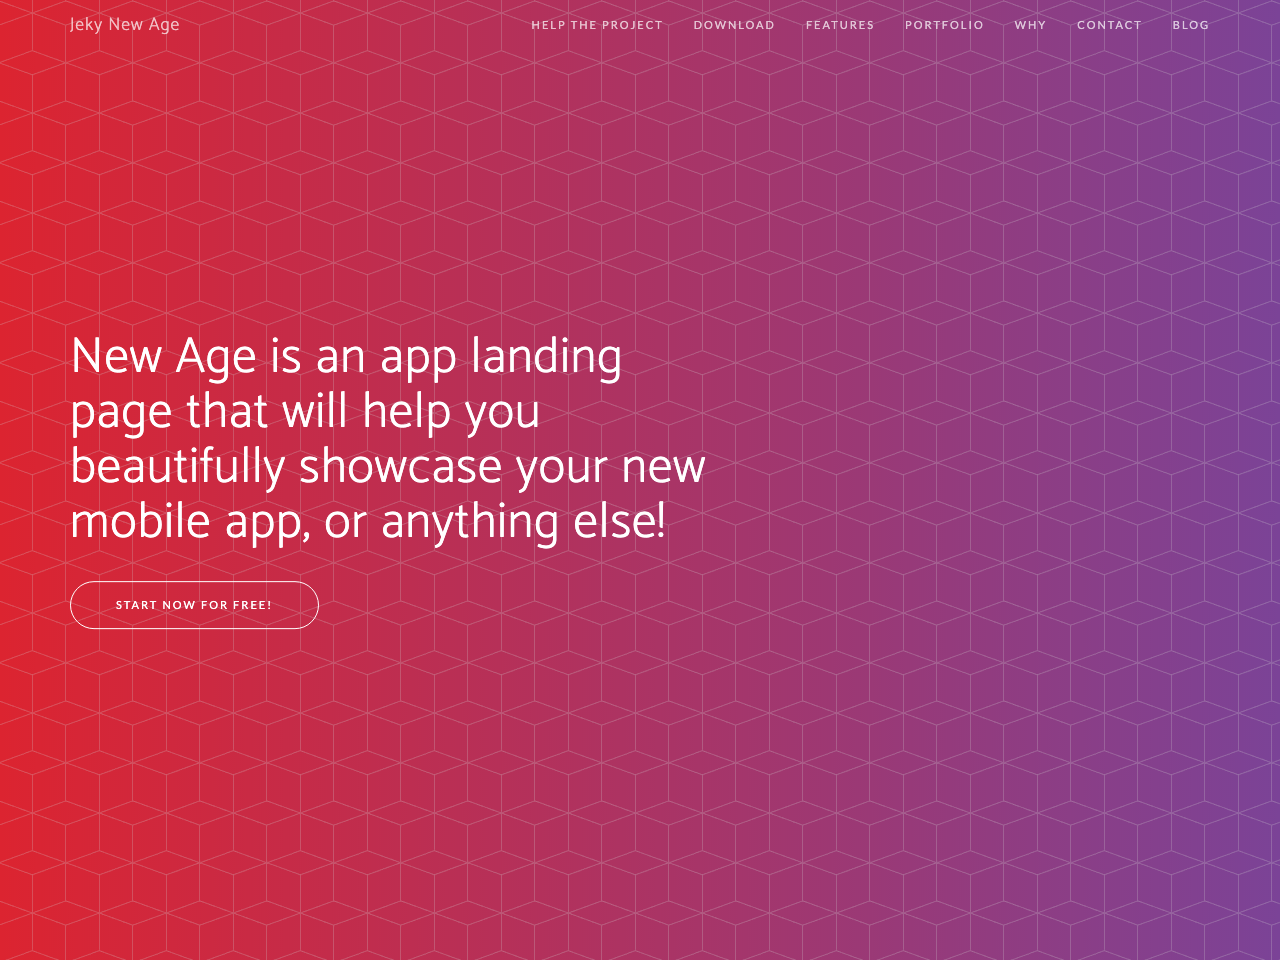 Jeky New Age
HELP THE PROJECT
DOWNLOAD
FEATURES
PORTFOLIO
WHY
CONTACT
BLOG
New Age is an app landing
page that will help you
beautifully showcase your new
mobile app, or anything else!
START NOW FOR FREE!